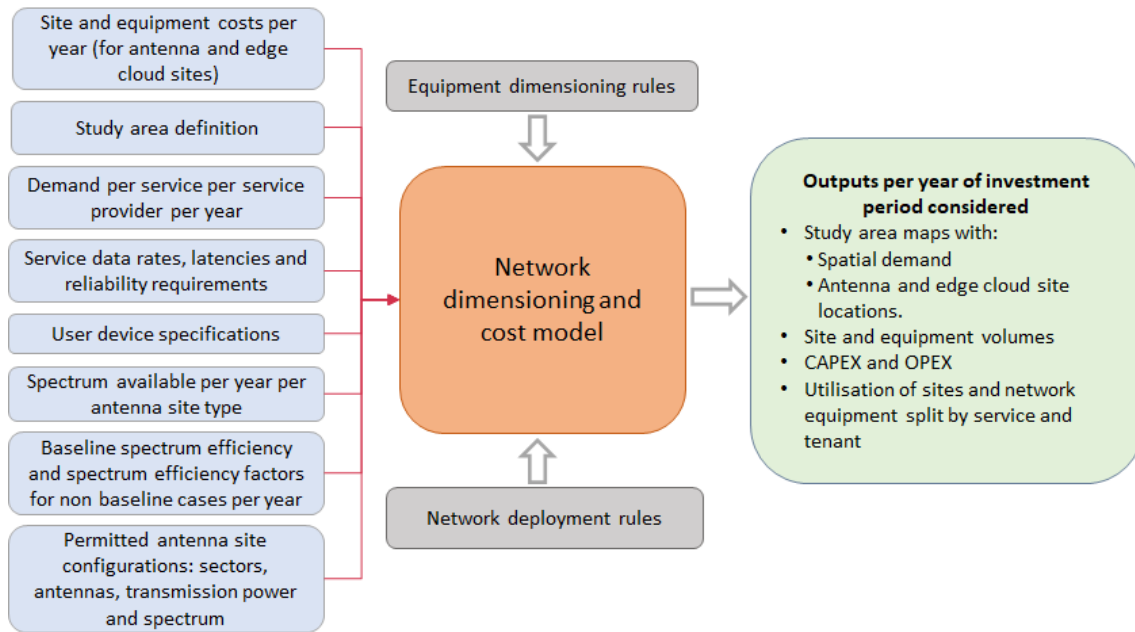 Site and equipment costs per
year (for antenna and edge
cloud sites)
Study area definition
Demand per service per service
provider per year
Service data rates, latencies and
reliability requirements
User device specifications
Spectrum available per year per
antenna site type
Baseline spectrum efficiency
and spectrum efficiency factors
for non baseline cases per year
Permitted antenna site
configurations: sectors,
antennas, transmission power
and spectrum
Equipment dimensioning rules
Network
dimensioning and
cost model
Network deployment rules
Outputs per year of investment
period considered
• Study area maps with:
• Spatial demand
• Antenna and edge cloud site
locations.
• Site and equipment volumes
• CAPEX and OPEX
• Utilisation of sites and network
equipment split by service and
tenant